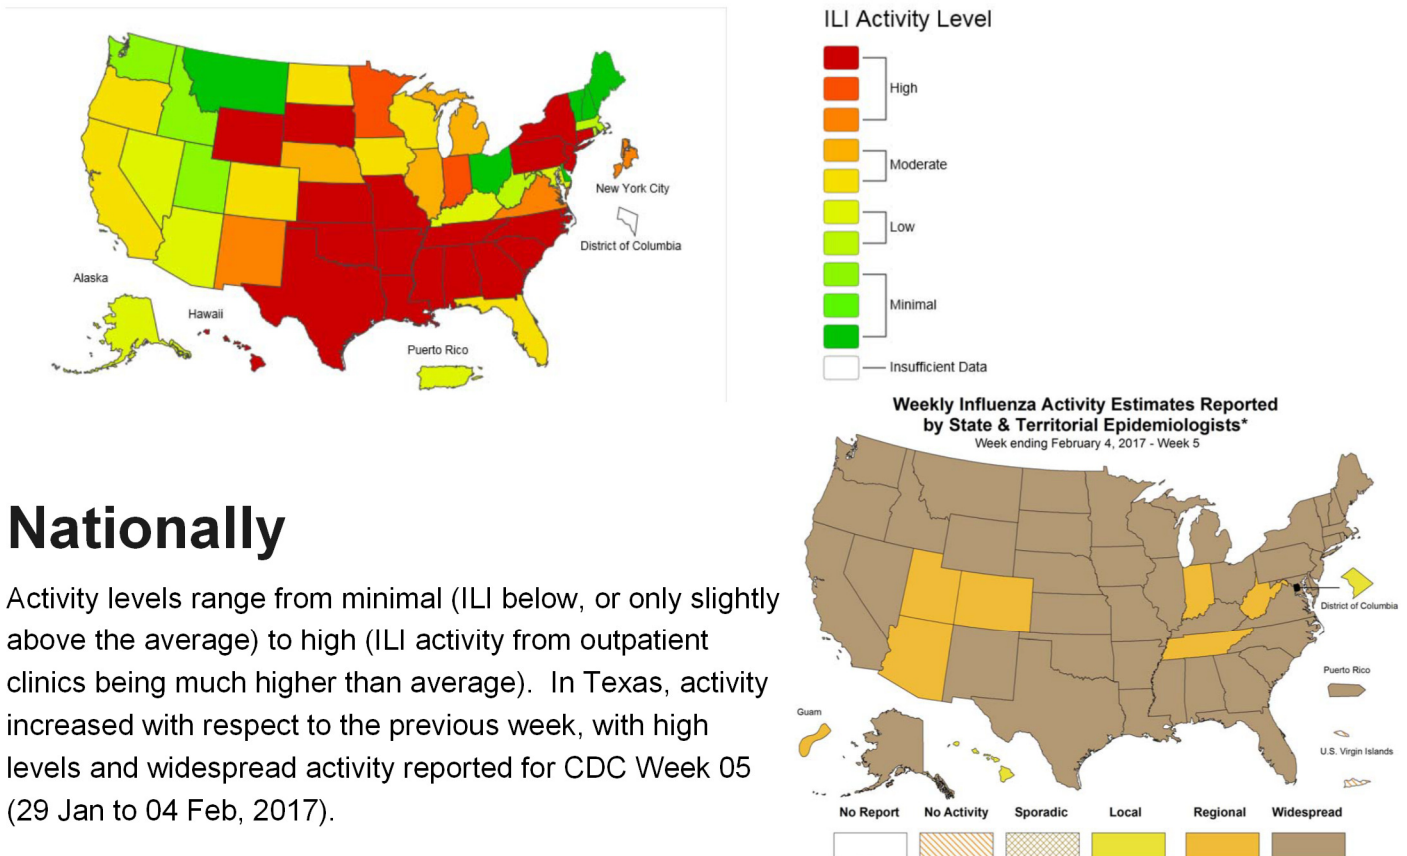 ILI Activity Level
High
Moderate
Low
Minimal
Insufficient Data
New York City
District of Columbia
Alaska
Hawaii
Puerto Rico
Nationally
Activity levels range from minimal (ILI below, or only slightly
above the average) to high (ILI activity from outpatient
clinics being much higher than average).  In Texas, activity
increased with respect to the previous week, with high
levels and widespread activity reported for CDC Week 05
(29 Jan to 04 Feb, 2017).
Weekly Influenza Activity Estimates Reported
by State & Territorial Epidemiologists*
Week ending February 4, 2017 - Week 5
District of Columbia
Puerto Rico
Guam
U.S. Virgin Islands
No Report No Activity Sporadic Local Regional Widespread